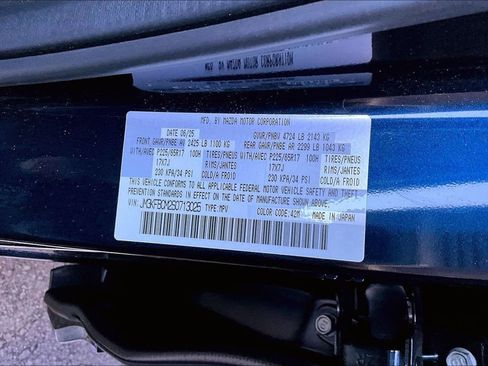 MFD. BY MAZDA MOTOR CORPORATION
DATE 06/25 GVWR/PNBV 4724 LB 2143 KG
FRONT GAWR/PNBE AV 2425 LB 1100 KG REAR GAWR/PNBE AR 2299 LB 1043 KG
WITH/AVEC P225/65R17 100H TIRES/PNEUS WITH/AVEC P225/65R17 100H TIRES/PNEUS
17X7J RIMS/JANTES 17X7J RIMS/JANTES
230 KPA/34 PSI COLD/A FROID 230 KPA/34 PSI COLD/A FROID
THIS VEHICLE CONFORMS TO ALL APPLICABLE FEDERAL MOTOR VEHICLE SAFETY AND
PREVENTION STANDARDS IN EFFECT ON THE DATE OF MANUFACTURE SHOWN ABOVE.
TYPE:MPV COLOR CODE:42M MADE IN JAPAN